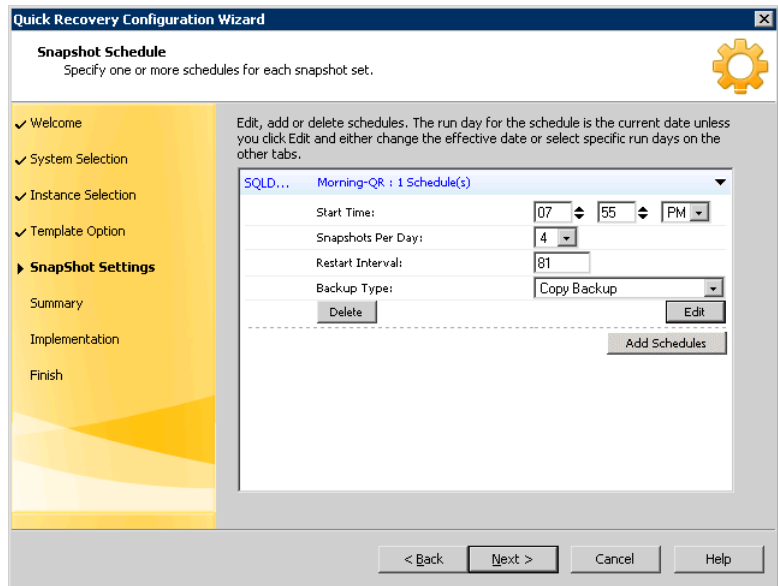 Quick Recovery Configuration Wizard
Snapshot Schedule
Specify one or more schedules for each snapshot set.
Welcome
System Selection
Instance Selection
Template Option
SnapShot Settings
Summary
Implementation
Finish
Edit, add or delete schedules. The run day for the schedule is the current date unless
you click Edit and either change the effective date or select specific run days on the
other tabs.
SQLD... Morning-QR : 1 Schedule(s)
Start Time: 07 55 PM
Snapshots Per Day: 4
Restart Interval: 81
Backup Type: Copy Backup
Delete Edit
Add Schedules
< Back Next > Cancel Help